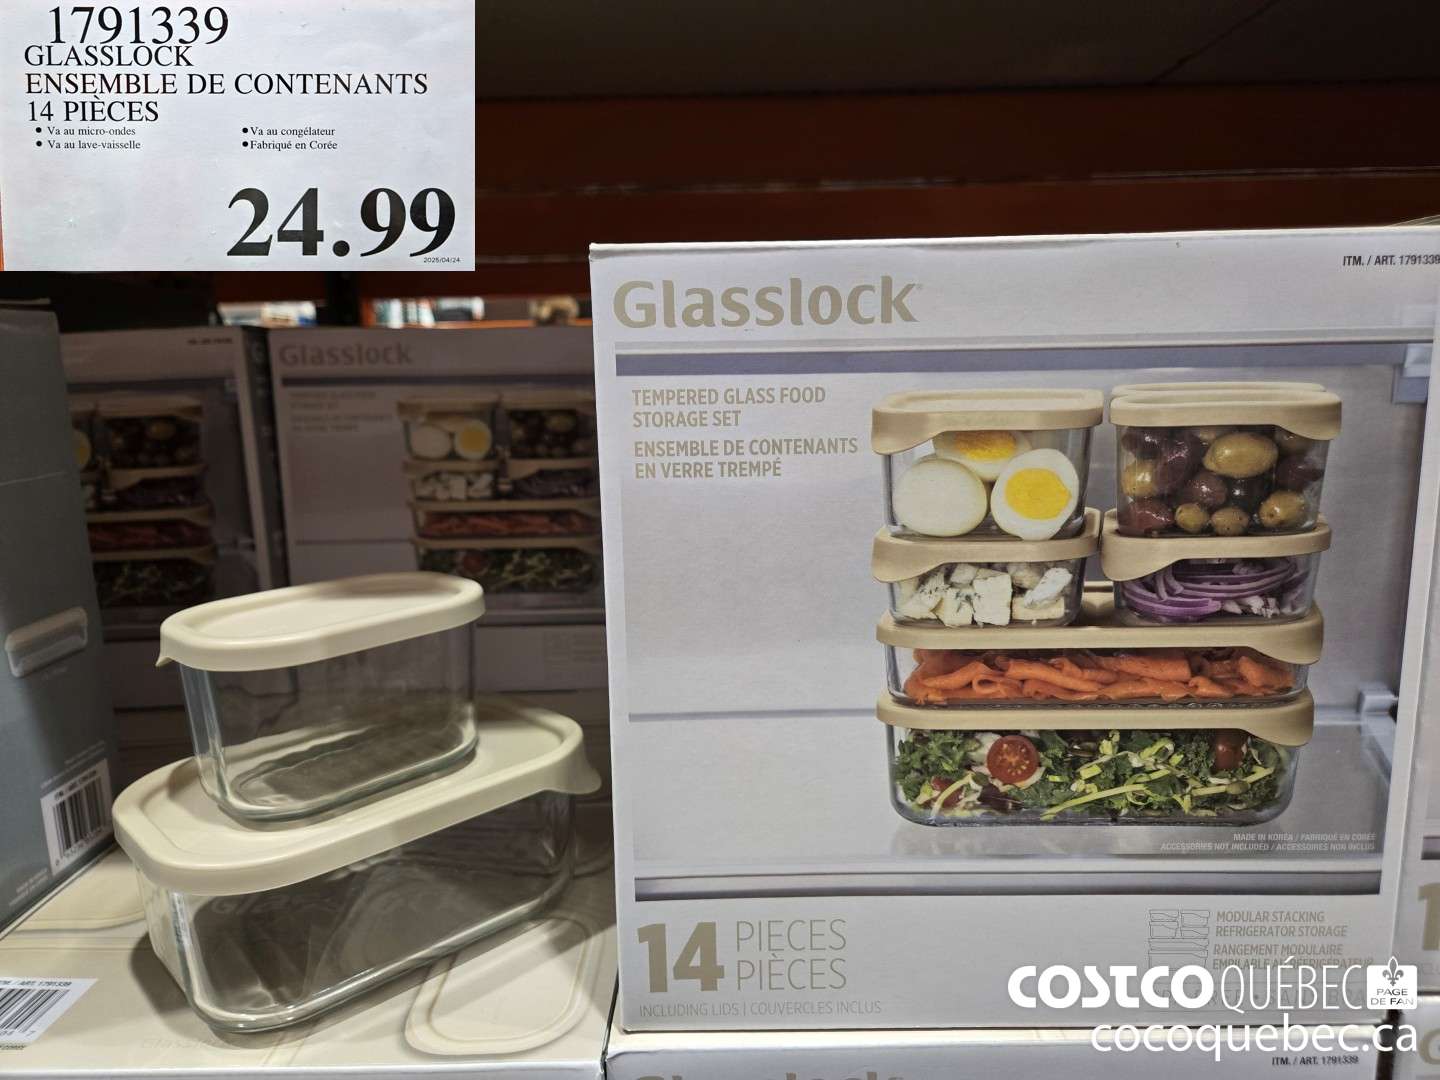 1791339
GLASSLOCK
ENSEMBLE DE CONTENANTS
14 PIÈCES
• Va au micro-ondes
• Va au lave-vaisselle
• Va au congélateur
• Fabriqué en Corée
24.99
2025/04/24
ITM. / ART. 1791339
Glasslock
TEMPERED GLASS FOOD
STORAGE SET
ENSEMBLE DE CONTENANTS
EN VERRE TREMPÉ
MADE IN KOREA / FABRIQUÉ EN CORÉE
ACCESSORIES NOT INCLUDED / ACCESSOIRES NON INCLUS
14 PIECES
PIÈCES
INCLUDING LIDS | COUVERCLES INCLUS
MODULAR STACKING
REFRIGERATOR STORAGE
RANGEMENT MODULAIRE
EMPILABLE AU RÉFRIGÉRATEUR
Glasslock
ITM. / ART. 1791339
ITM. / ART. 1791339
COSTCO QUÉBEC
PAGE
DE FAN
cocoquebec.ca